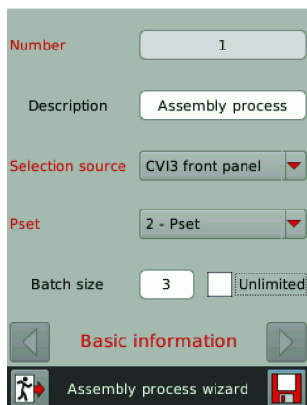 Number 1
Description Assembly process
Selection source CVI3 front panel
Pset 2 - Pset
Batch size 3 Unlimited
Basic information
Assembly process wizard